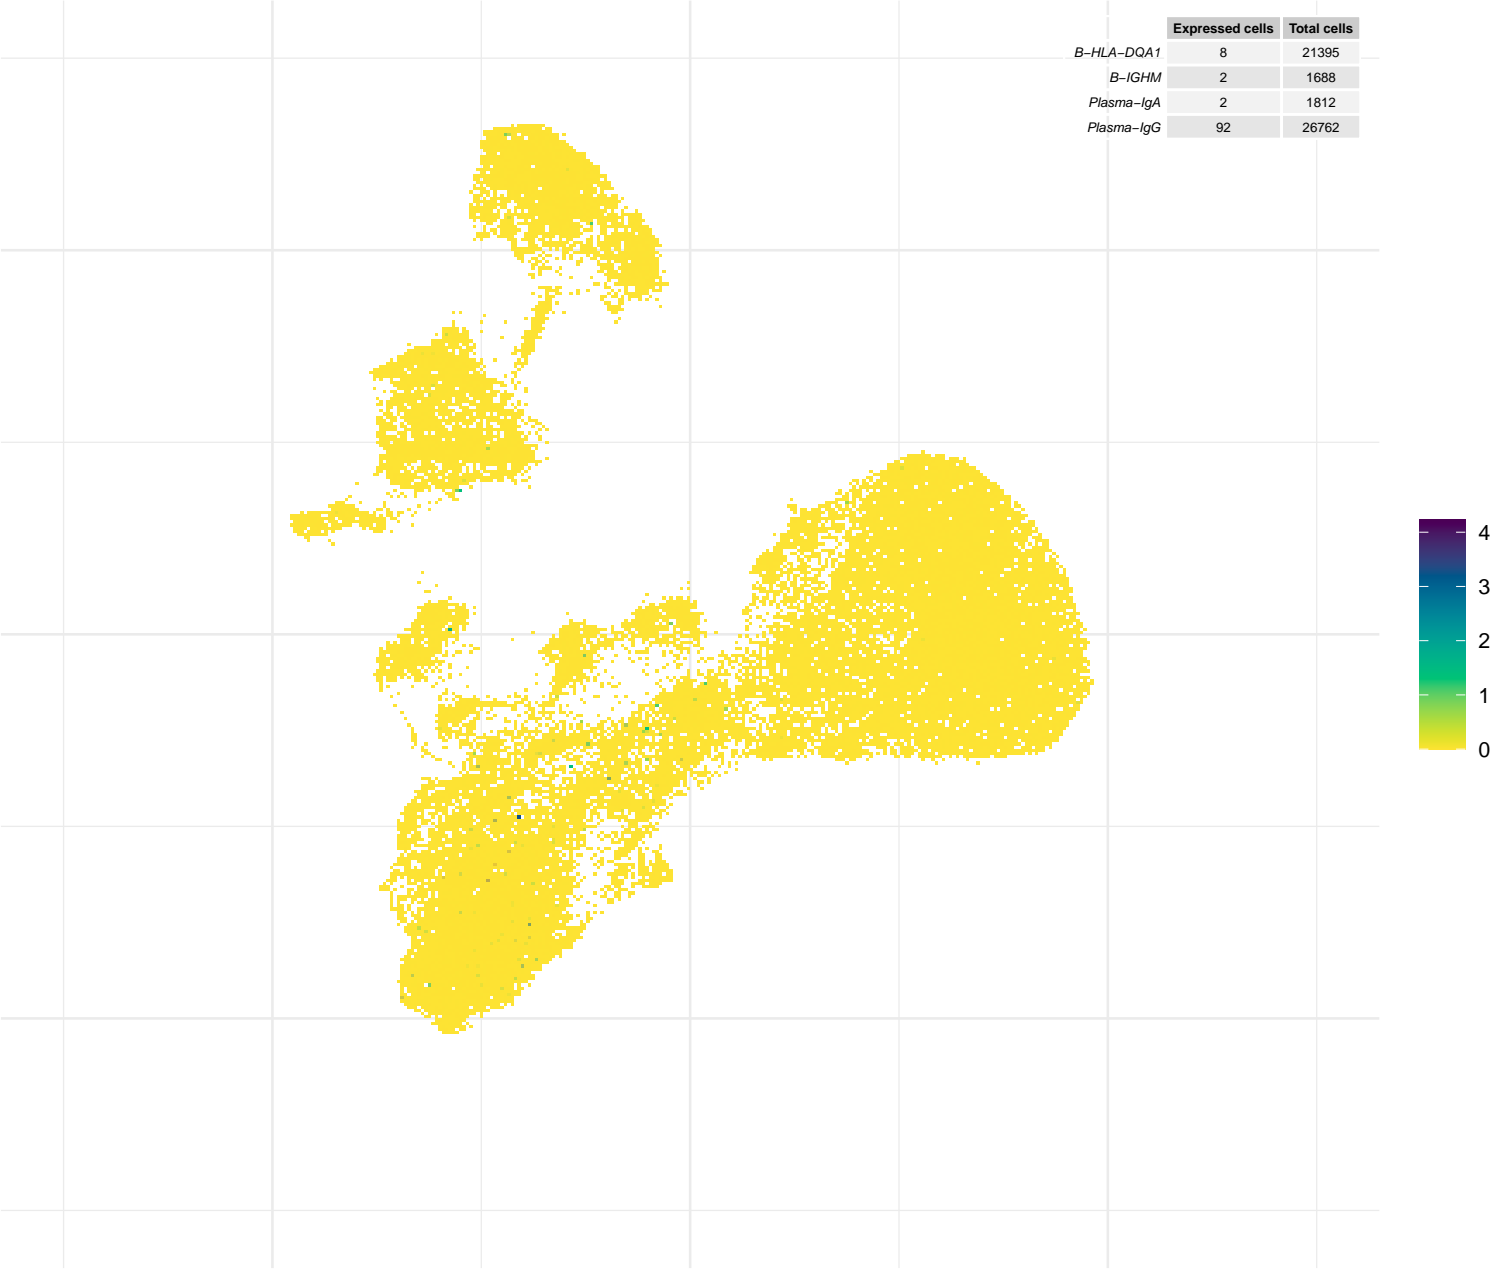 Expressed cells Total cells
B−HLA−DQA1 8 21395
B−IGHM 2 1688
Plasma−IgA 2 1812
Plasma−IgG 92 26762
4
3
2
1
0